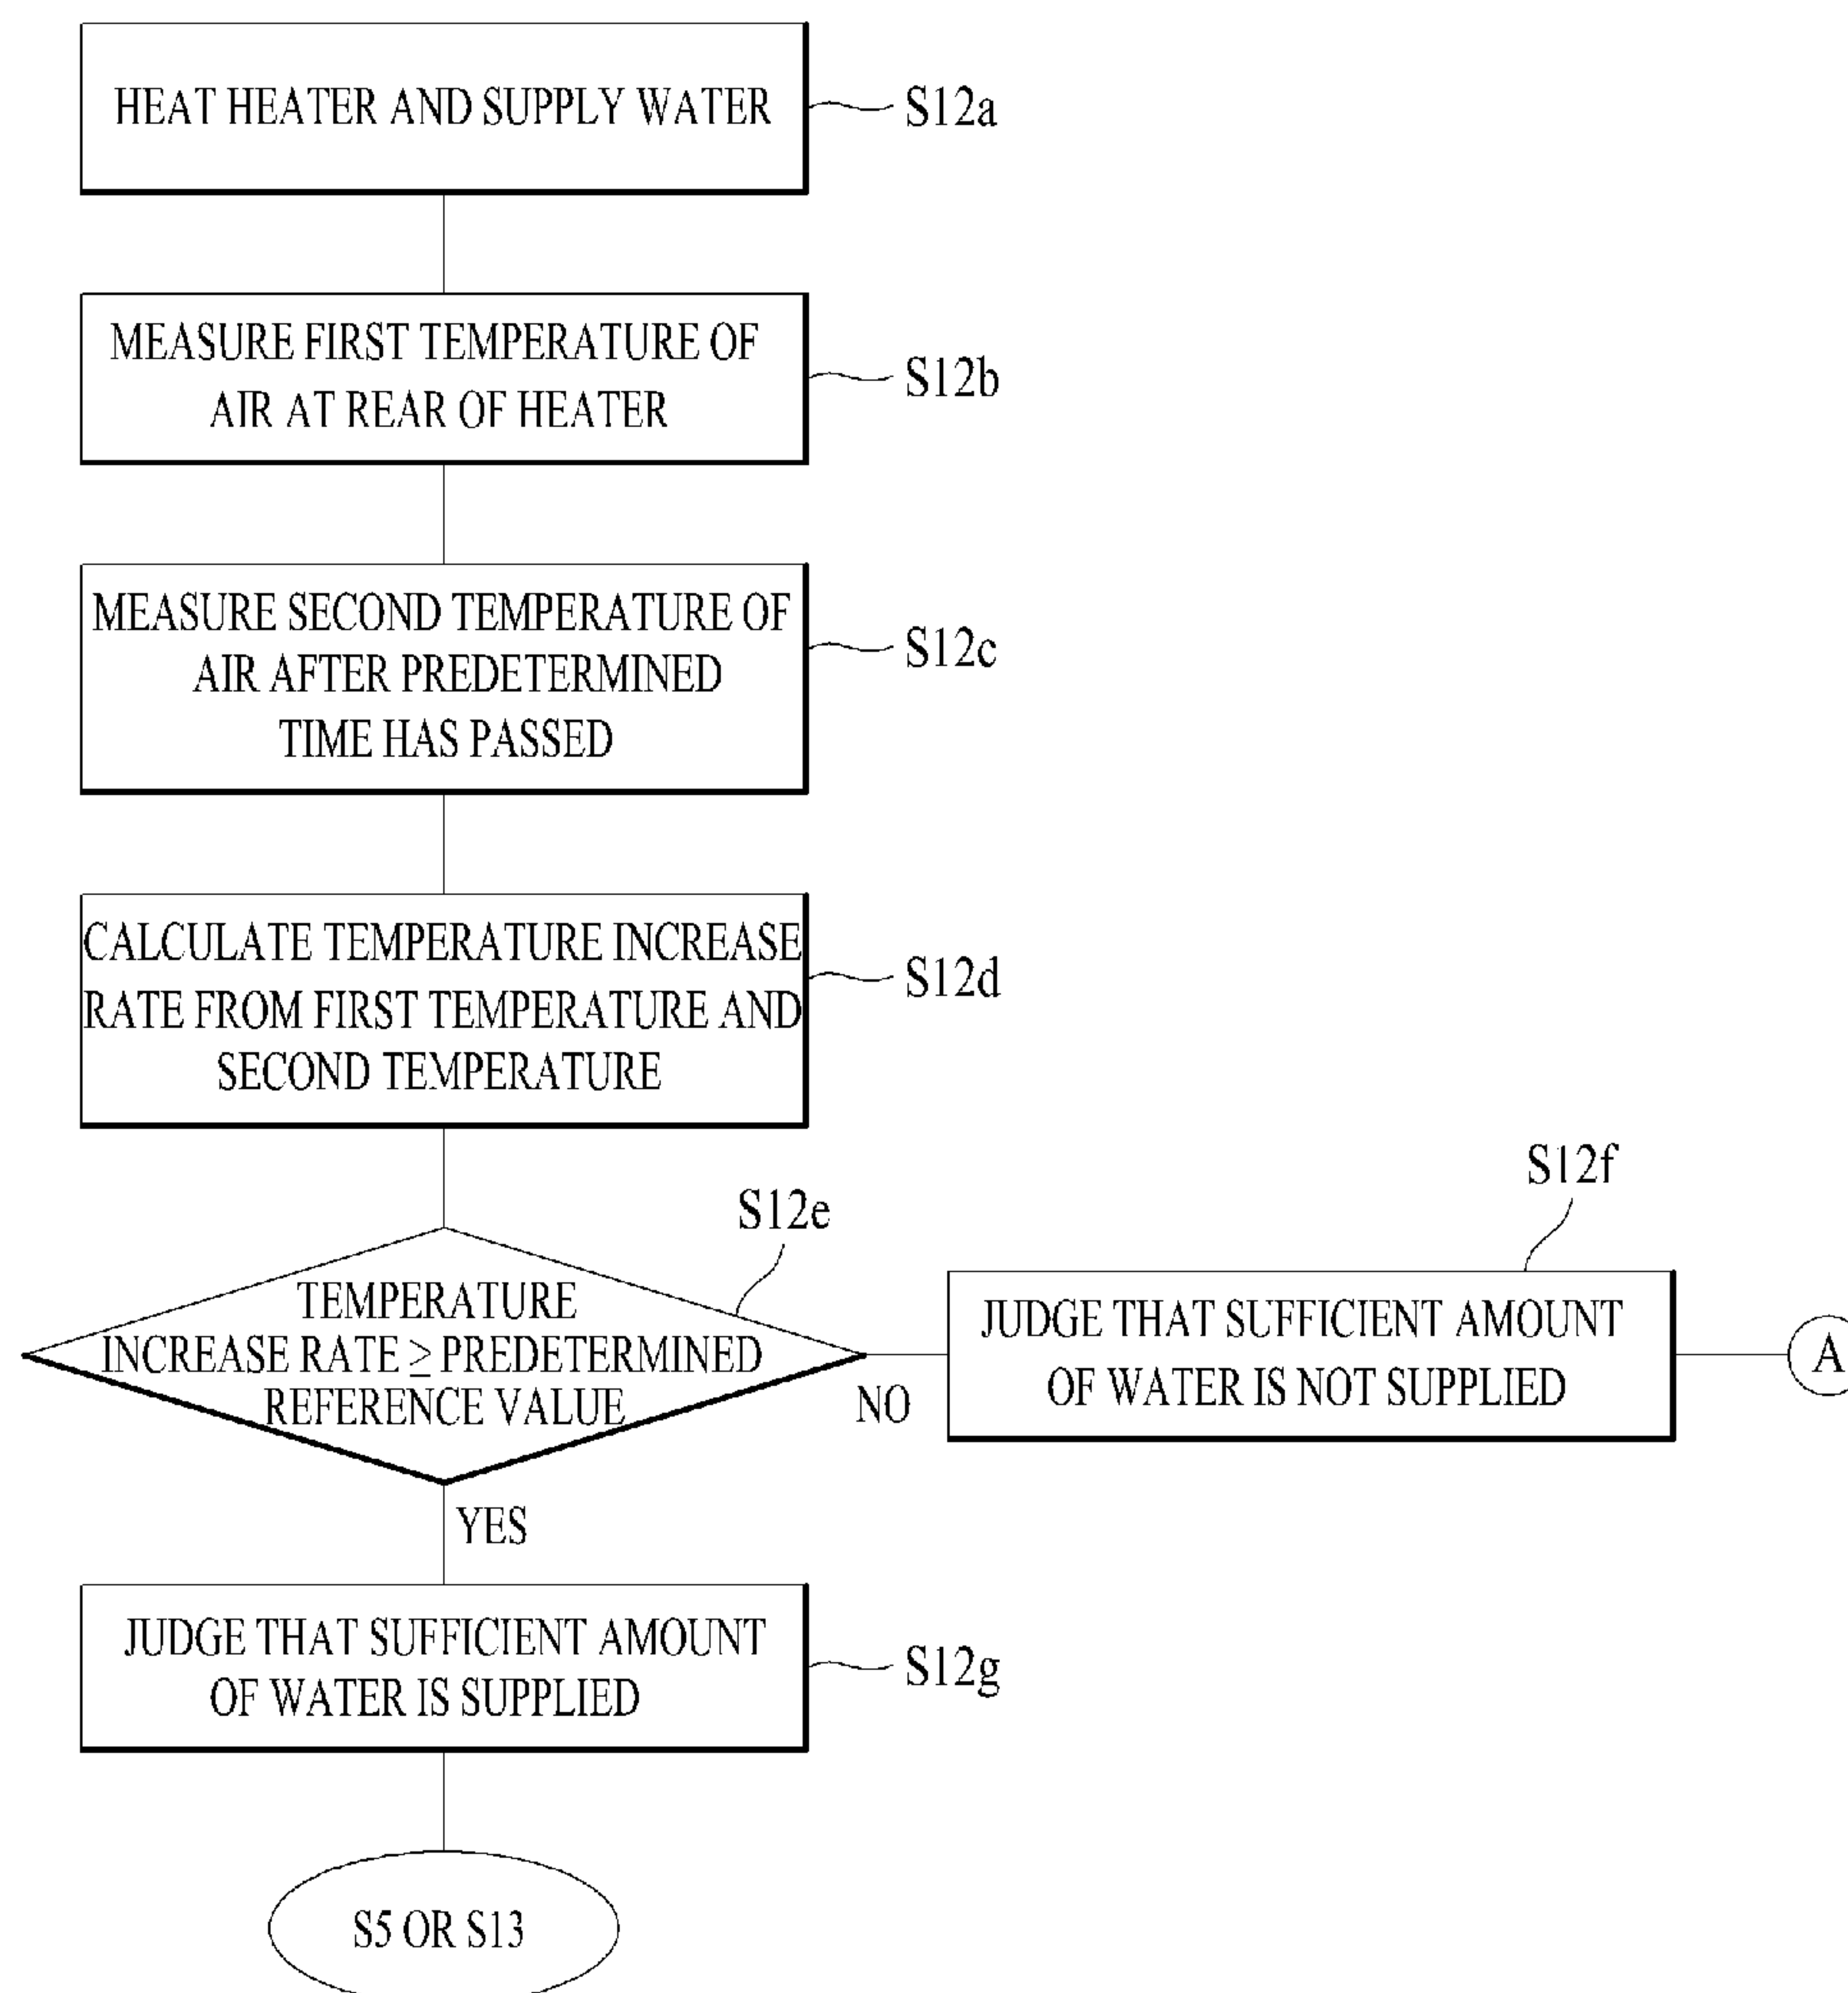 HEAT HEATER AND SUPPLY WATER
S12a
MEASURE FIRST TEMPERATURE OF
AIR AT REAR OF HEATER
S12b
MEASURE SECOND TEMPERATURE OF
AIR AFTER PREDETERMINED
TIME HAS PASSED
S12c
CALCULATE TEMPERATURE INCREASE
RATE FROM FIRST TEMPERATURE AND
SECOND TEMPERATURE
S12d
S12e
TEMPERATURE
INCREASE RATE ≥ PREDETERMINED
REFERENCE VALUE
NO
S12f
JUDGE THAT SUFFICIENT AMOUNT
OF WATER IS NOT SUPPLIED
A
YES
JUDGE THAT SUFFICIENT AMOUNT
OF WATER IS SUPPLIED
S12g
S5 OR S13